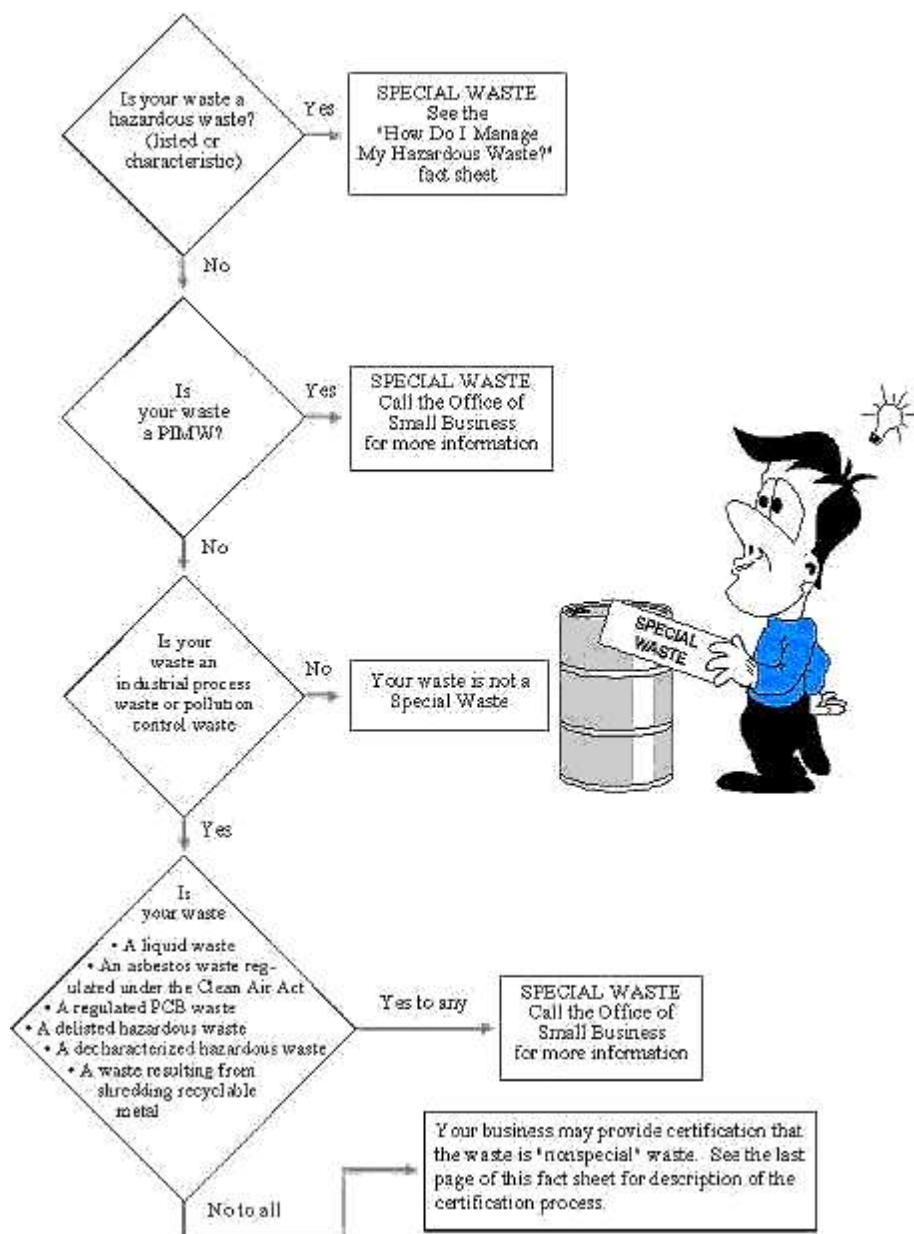 Is your waste a
hazardous waste?
(listed or
characteristic)
Yes
SPECIAL WASTE
See the
"How Do I Manage
My Hazardous Waste?"
fact sheet
No
Is
your waste
a PIMW?
Yes
SPECIAL WASTE
Call the Office of
Small Business
for more information
No
Is your
waste an
industrial process
waste or pollution
control waste
No
Your waste is not a
Special Waste
SPECIAL
WASTE
Yes
Is
your waste
• A liquid waste
• An asbestos waste reg-
ulated under the Clean Air Act
• A regulated PCB waste
• A delisted hazardous waste
• A decharacterized hazardous waste
• A waste resulting from
shredding recyclable
metal
Yes to any
SPECIAL WASTE
Call the Office of
Small Business
for more information
No to all
Your business may provide certification that
the waste is "nonspecial" waste. See the last
page of this fact sheet for description of the
certification process.